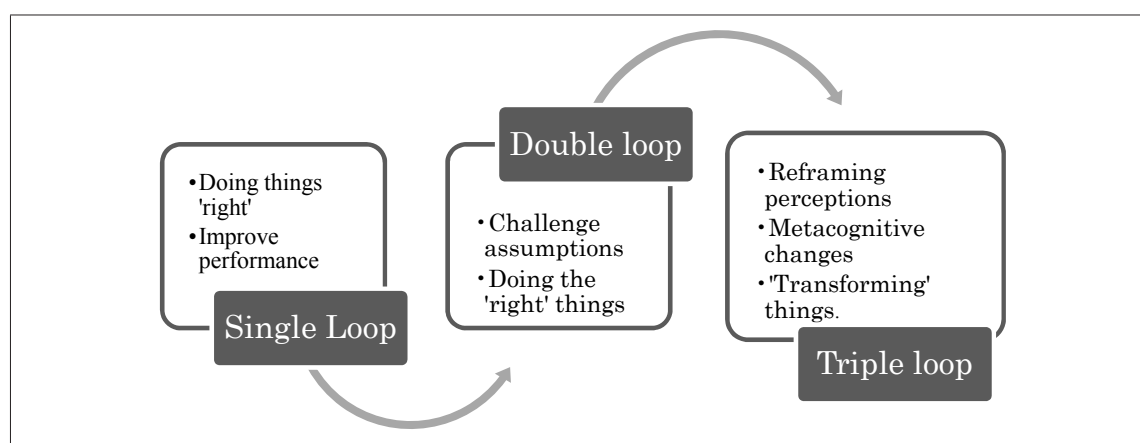 •Doing things
'right'
•Improve
performance
Single Loop
Double loop
•Challenge
assumptions
•Doing the
'right' things
•Reframing
perceptions
•Metacognitive
changes
•'Transforming'
things.
Triple loop